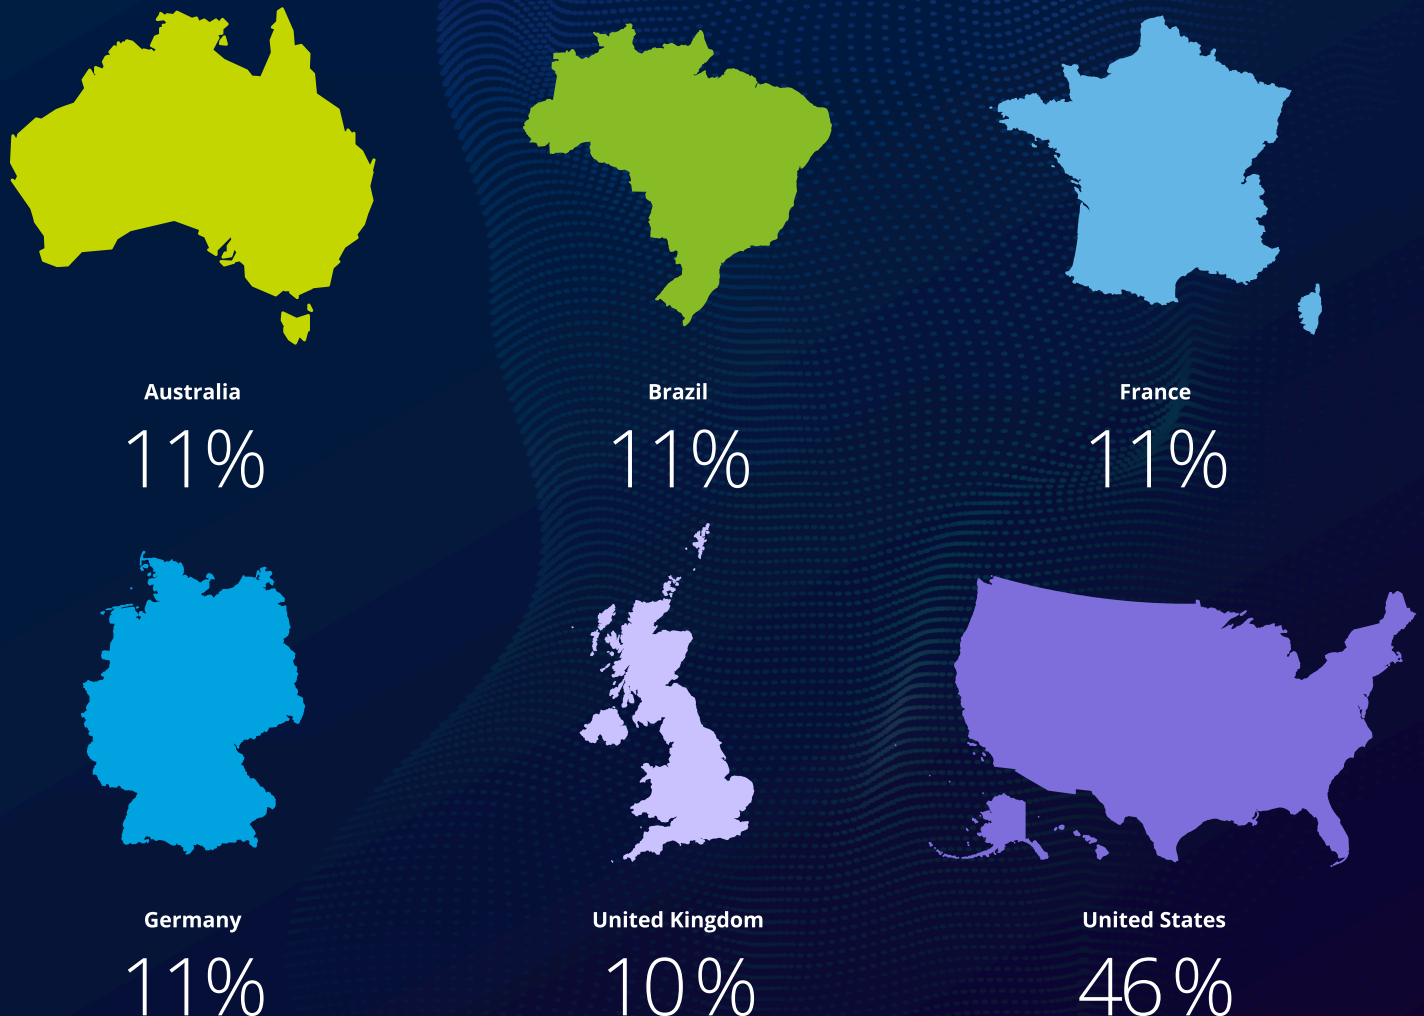 Australia
11%
Brazil
11%
France
11%
Germany
11%
United Kingdom
10%
United States
46%